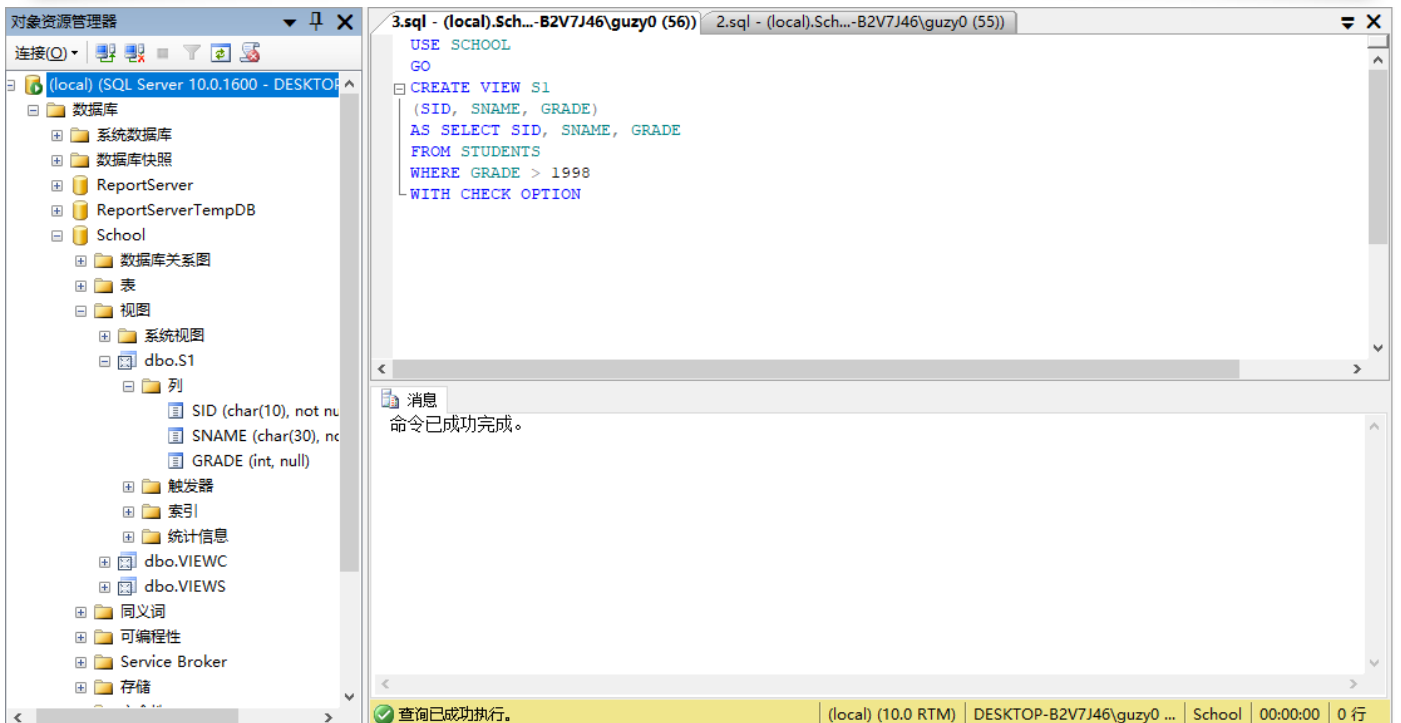 对象资源管理器
连接(O)
(local) (SQL Server 10.0.1600 - DESKTOP
数据库
系统数据库
数据库快照
ReportServer
ReportServerTempDB
School
数据库关系图
表
视图
系统视图
dbo.S1
列
SID (char(10), not nu
SNAME (char(30), no
GRADE (int, null)
触发器
索引
统计信息
dbo.VIEWC
dbo.VIEWS
同义词
可编程性
Service Broker
存储
3.sql - (local).Sch...-B2V7J46\guzy0 (56)) 2.sql - (local).Sch...-B2V7J46\guzy0 (55))
USE SCHOOL
GO
CREATE VIEW S1
(SID, SNAME, GRADE)
AS SELECT SID, SNAME, GRADE
FROM STUDENTS
WHERE GRADE > 1998
WITH CHECK OPTION
消息
命令已成功完成。
查询已成功执行。 (local) (10.0 RTM) DESKTOP-B2V7J46\guzy0 ... School 00:00:00 0 行